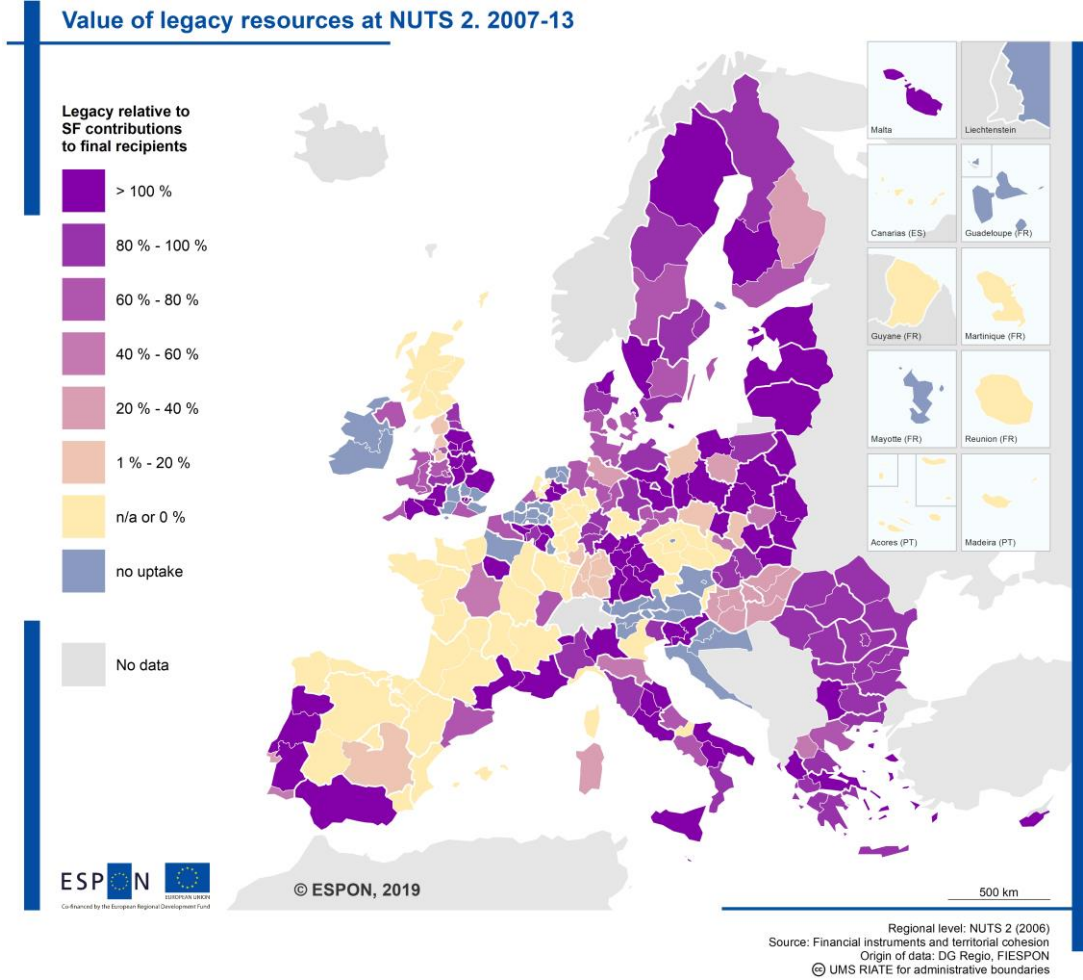 Value of legacy resources at NUTS 2. 2007-13
Legacy relative to
SF contributions
to final recipients
> 100 %
80 % - 100 %
60 % - 80 %
40 % - 60 %
20 % - 40 %
1 % - 20 %
n/a or 0 %
no uptake
No data
Malta
Liechtenstein
Canarias (ES)
Guadeloupe (FR)
Guyane (FR)
Martinique (FR)
Mayotte (FR)
Reunion (FR)
Acores (PT)
Madeira (PT)
ESPON
EUROPEAN UNION
Co-financed by the European Regional Development Fund
© ESPON, 2019
500 km
Regional level: NUTS 2 (2006)
Source: Financial instruments and territorial cohesion
Origin of data: DG Regio, FIESPON
cc UMS RIATE for administrative boundaries